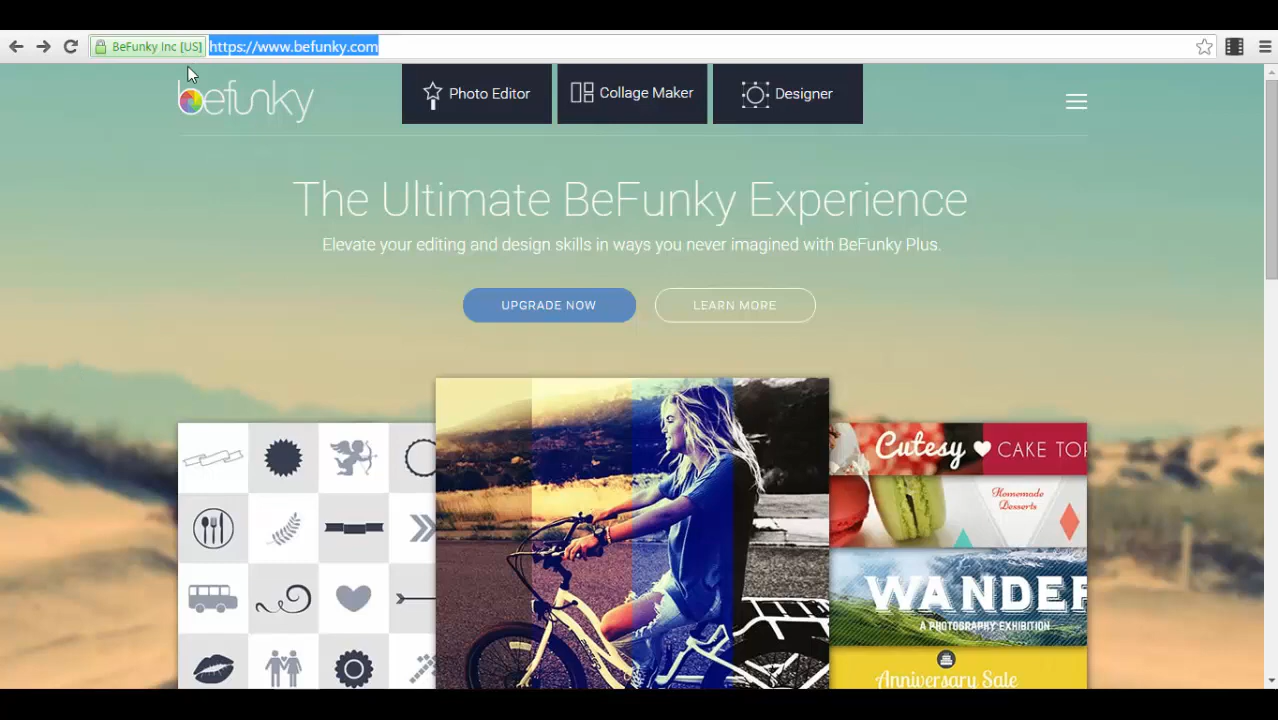 BeFunky Inc [US] https://www.befunky.com
befunky
Photo Editor
Collage Maker
Designer
The Ultimate BeFunky Experience
Elevate your editing and design skills in ways you never imagined with BeFunky Plus.
UPGRADE NOW
LEARN MORE
Cutesy CAKE TOP
Homemade
Desserts
WANDER
A PHOTOGRAPHY EXHIBITION
Anniversary Sale